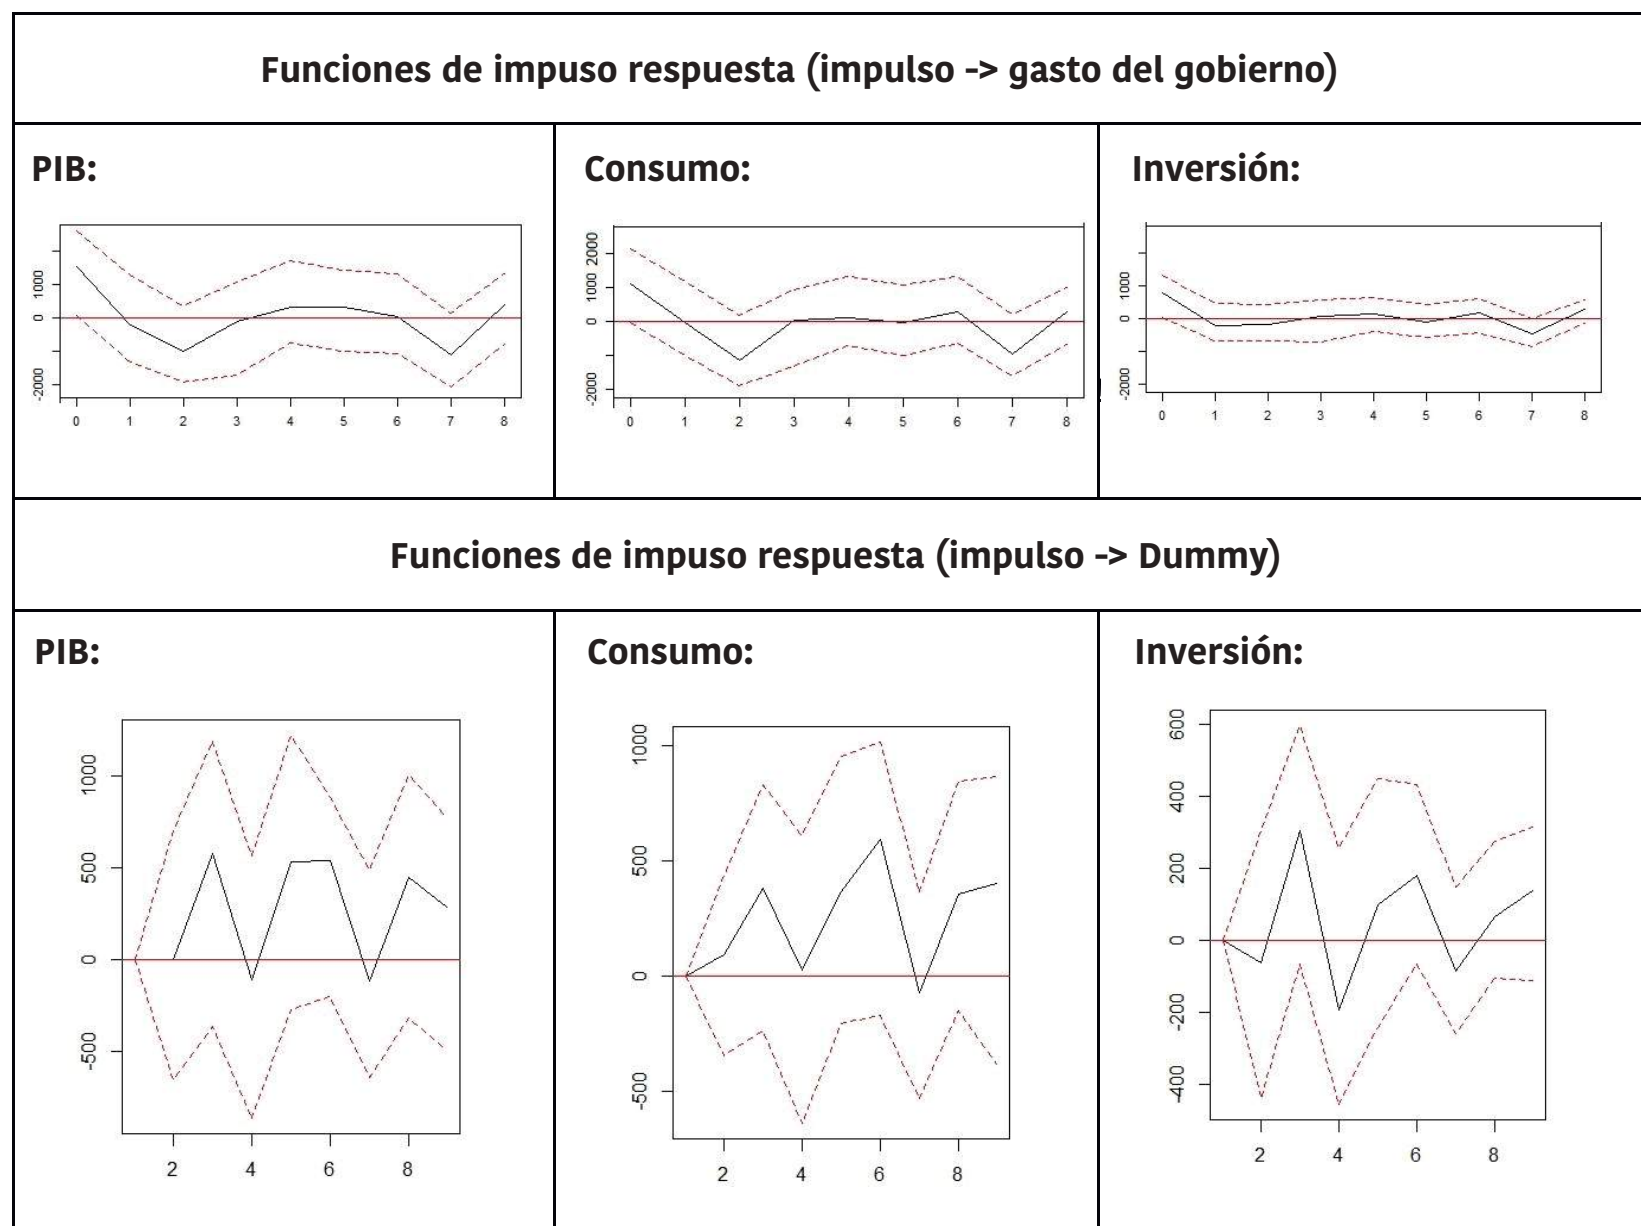 Funciones de impuso respuesta (impulso -> gasto del gobierno)
PIB:
Consumo:
Inversión:
1000
0
-2000
0 1 2 3 4 5 6 7 8
2000
1000
0
-2000
0 1 2 3 4 5 6 7 8
1000
0
-2000
0 1 2 3 4 5 6 7 8
Funciones de impuso respuesta (impulso -> Dummy)
PIB:
Consumo:
Inversión:
1000
500
0
-500
2 4 6 8
1000
500
0
-500
2 4 6 8
600
400
200
0
-200
-400
2 4 6 8